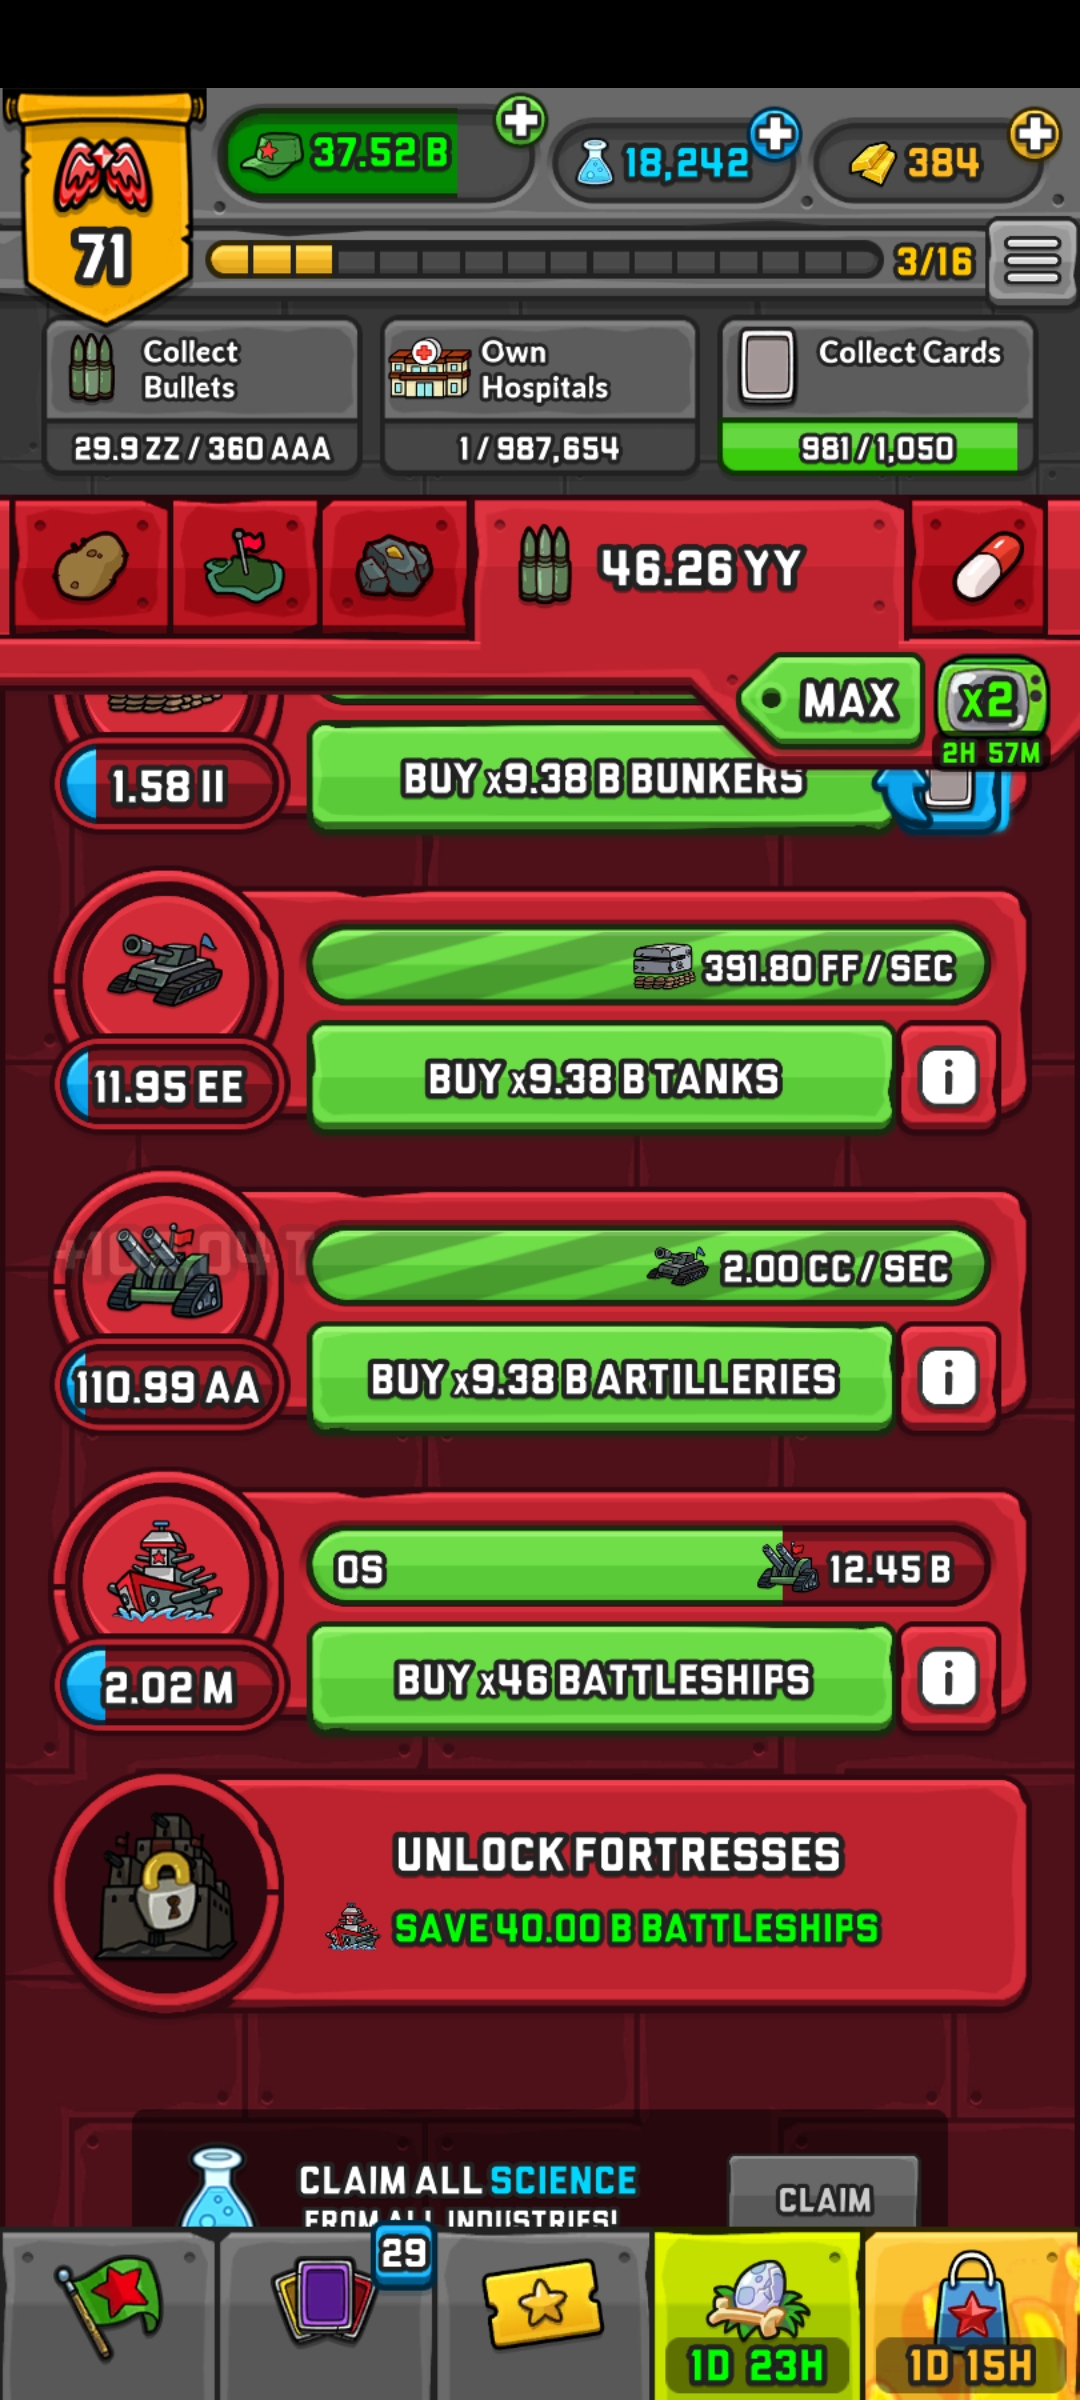 37.52 B
18,242
384
71
3/16
Collect
Bullets
29.9 ZZ / 360 AAA
Own
Hospitals
1 / 987,654
Collect Cards
981 / 1,050
46.26 YY
MAX
x2
2H 57M
1.58 II
BUY x9.38 B BUNKERS
391.80 FF / SEC
11.95 EE
BUY x9.38 B TANKS
i
2.00 CC / SEC
110.99 AA
BUY x9.38 B ARTILLERIES
i
0S
12.45 B
2.02 M
BUY x46 BATTLESHIPS
i
UNLOCK FORTRESSES
SAVE 40.00 B BATTLESHIPS
CLAIM ALL SCIENCE
FROM ALL INDUSTRIES!
CLAIM
29
1D 23H
1D 15H